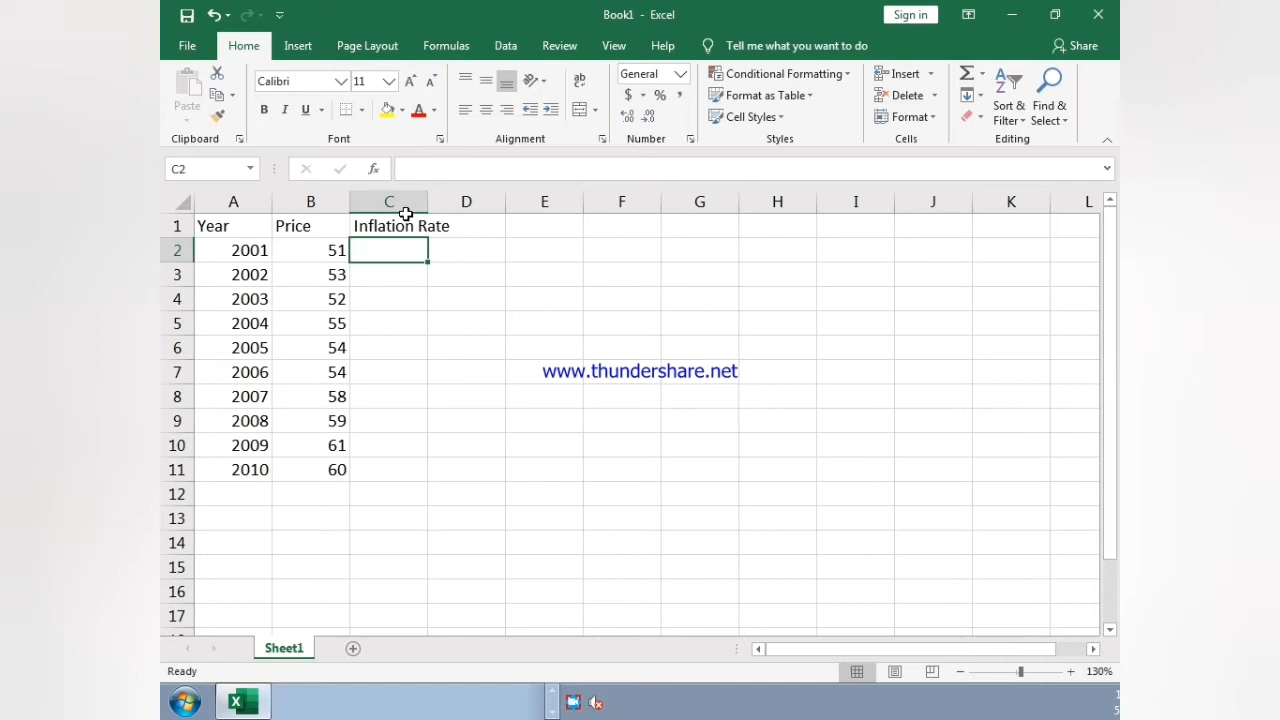 Book1 - Excel
Sign in
File Home Insert Page Layout Formulas Data Review View Help Tell me what you want to do Share
Paste
Calibri 11
B I U
General
$ % ,
Conditional Formatting
Format as Table
Cell Styles
Insert
Delete
Format
Sort & Filter
Find & Select
Clipboard Font Alignment Number Styles Cells Editing
C2 fx
A B C D E F G H I J K L
1 Year Price Inflation Rate
2 2001 51
3 2002 53
4 2003 52
5 2004 55
6 2005 54
7 2006 54
8 2007 58
9 2008 59
10 2009 61
11 2010 60
12
13
14
15
16
17
www.thundershare.net
Sheet1
Ready 130%